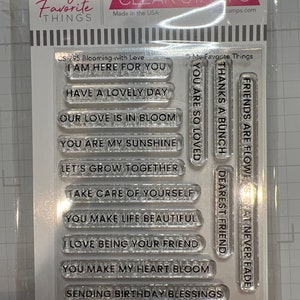 Favorite
THINGS
CLEAR STAMPS
Made in the USA
Blooming with Love
My Favorite Things
I AM HERE FOR YOU
HAVE A LOVELY DAY
OUR LOVE IS IN BLOOM
YOU ARE MY SUNSHINE
LET'S GROW TOGETHER
TAKE CARE OF YOURSELF
YOU MAKE LIFE BEAUTIFUL
I LOVE BEING YOUR FRIEND
YOU MAKE MY HEART BLOOM
SENDING BIRTHDAY BLESSINGS
YOU ARE SO LOVED
THANKS A BUNCH
DEAREST FRIEND
FRIENDS ARE
NEVER FADE